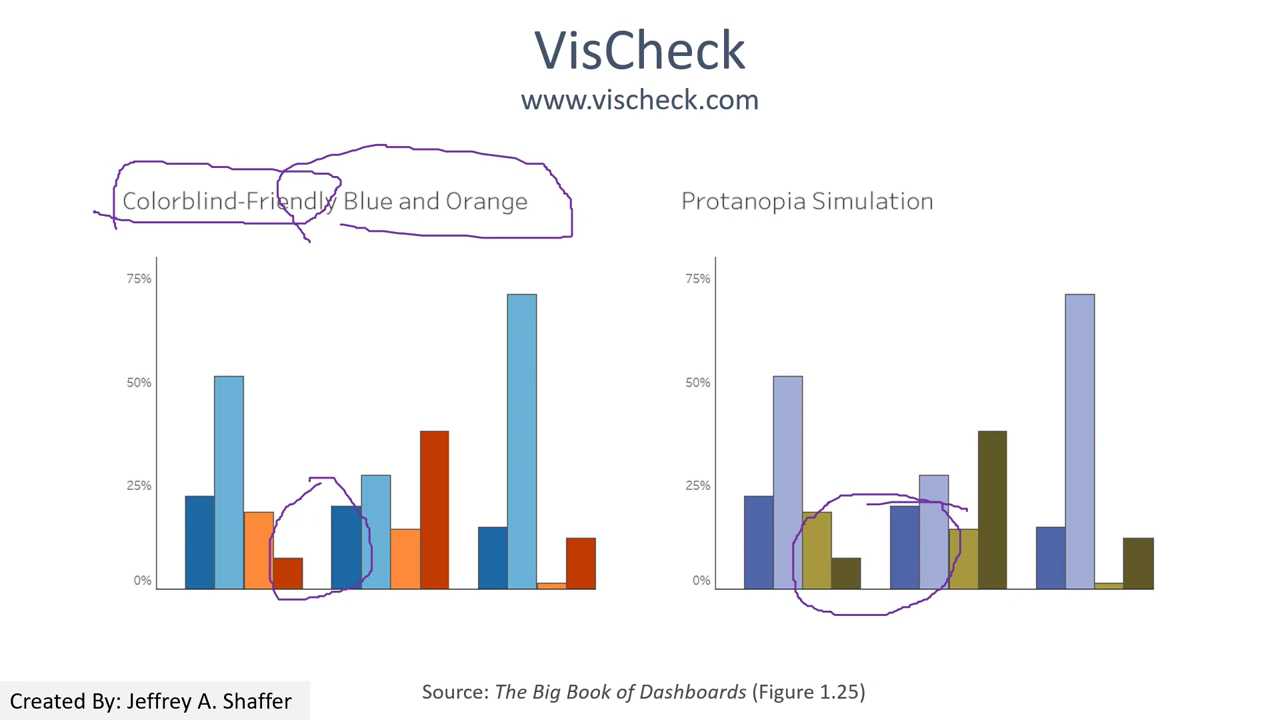 VisCheck
www.vischeck.com
Colorblind-Friendly Blue and Orange
75%
50%
25%
0%
Protanopia Simulation
75%
50%
25%
0%
Source: The Big Book of Dashboards (Figure 1.25)
Created By: Jeffrey A. Shaffer